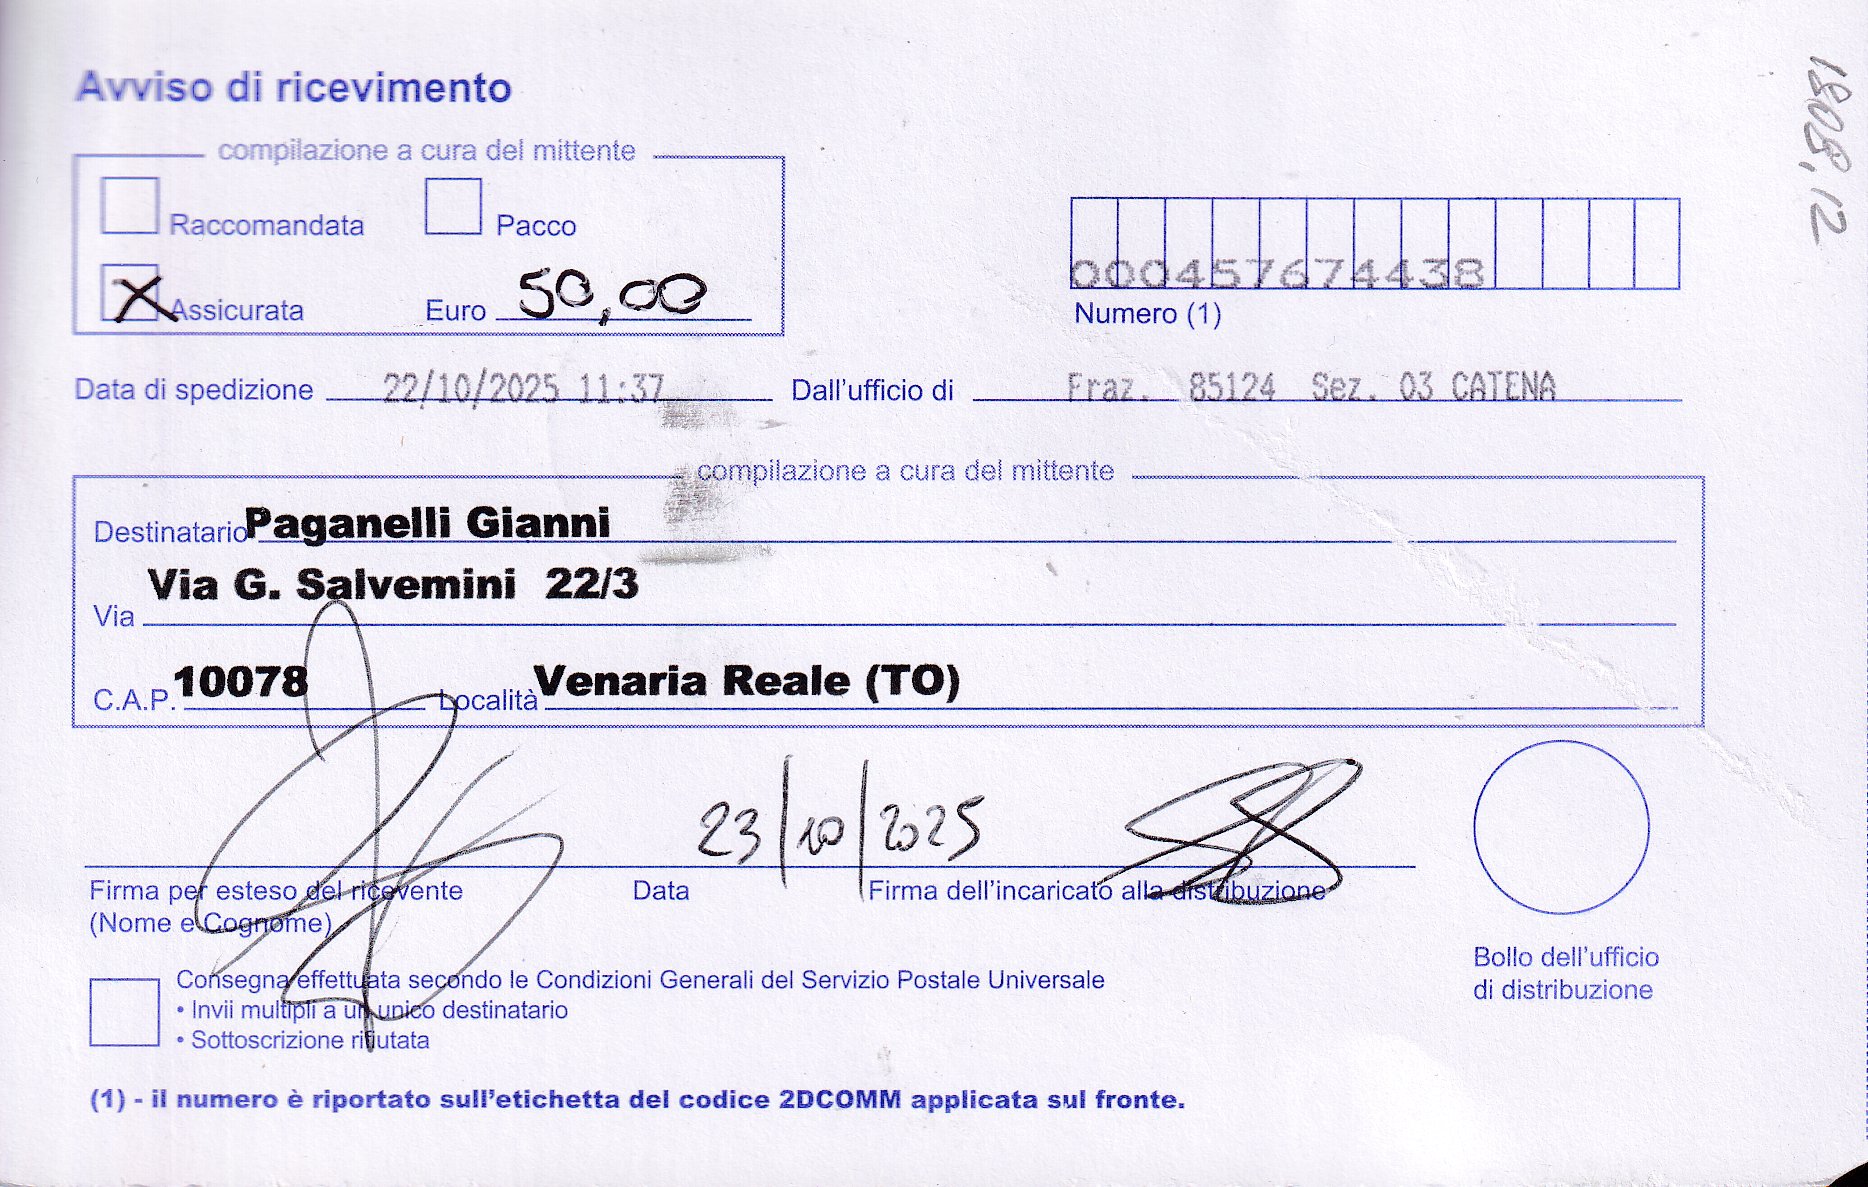 Avviso di ricevimento
compilazione a cura del mittente
Raccomandata Pacco
X Assicurata Euro 50,00
000457674438
Numero (1)
Data di spedizione 22/10/2025 11:37 Dall'ufficio di Fraz. 85124 Sez. 03 CATENA
compilazione a cura del mittente
Destinatario Paganelli Gianni
Via G. Salvemini 22/3
Via
C.A.P. 10078 Località Venaria Reale (TO)
23/10/2025
Firma per esteso del ricevente Data Firma dell'incaricato alla distribuzione
(Nome e Cognome)
Bollo dell'ufficio
di distribuzione
Consegna effettuata secondo le Condizioni Generali del Servizio Postale Universale
• Invii multipli a un unico destinatario
• Sottoscrizione rifiutata
(1) - il numero è riportato sull'etichetta del codice 2DCOMM applicata sul fronte.